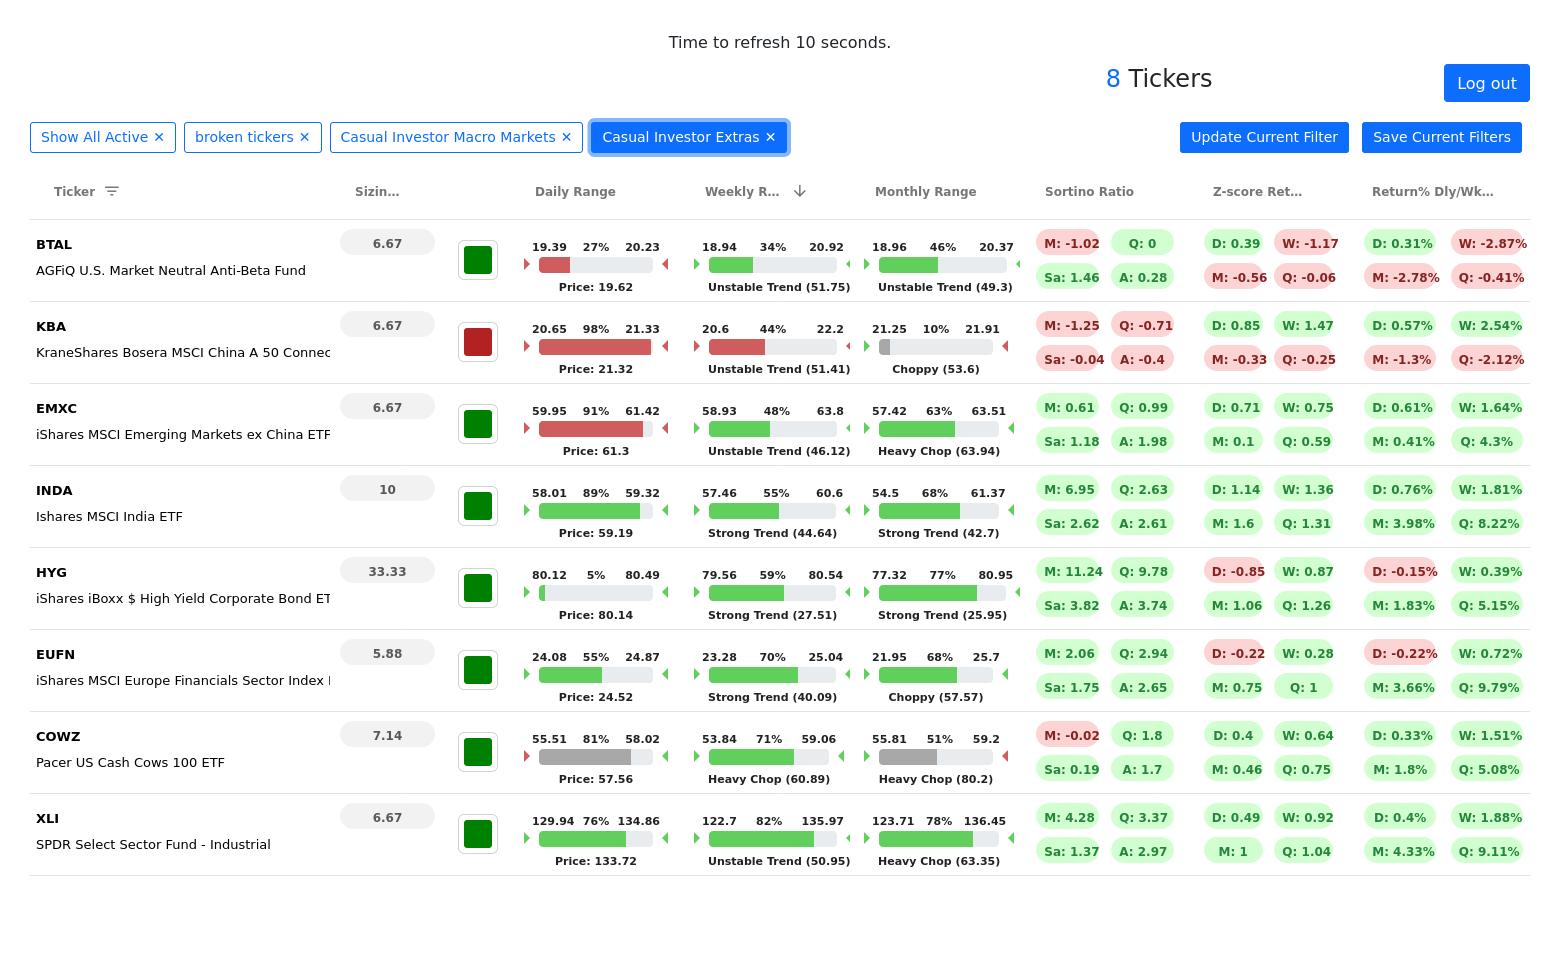 Time to refresh 10 seconds.
8 Tickers
Log out
Show All Active ✕ broken tickers ✕ Casual Investor Macro Markets ✕ Casual Investor Extras ✕ Update Current Filter Save Current Filters
Ticker Sizin... Daily Range Weekly R... Monthly Range Sortino Ratio Z-score Ret... Return% Dly/Wk...
BTAL 6.67 19.39 27% 20.23 18.94 34% 20.92 18.96 46% 20.37 M: -1.02 Q: 0 D: 0.39 W: -1.17 D: 0.31% W: -2.87%
AGFiQ U.S. Market Neutral Anti-Beta Fund Price: 19.62 Unstable Trend (51.75) Unstable Trend (49.3) Sa: 1.46 A: 0.28 M: -0.56 Q: -0.06 M: -2.78% Q: -0.41%
KBA 6.67 20.65 98% 21.33 20.6 44% 22.2 21.25 10% 21.91 M: -1.25 Q: -0.71 D: 0.85 W: 1.47 D: 0.57% W: 2.54%
KraneShares Bosera MSCI China A 50 Connec Price: 21.32 Unstable Trend (51.41) Choppy (53.6) Sa: -0.04 A: -0.4 M: -0.33 Q: -0.25 M: -1.3% Q: -2.12%
EMXC 6.67 59.95 91% 61.42 58.93 48% 63.8 57.42 63% 63.51 M: 0.61 Q: 0.99 D: 0.71 W: 0.75 D: 0.61% W: 1.64%
iShares MSCI Emerging Markets ex China ETF Price: 61.3 Unstable Trend (46.12) Heavy Chop (63.94) Sa: 1.18 A: 1.98 M: 0.1 Q: 0.59 M: 0.41% Q: 4.3%
INDA 10 58.01 89% 59.32 57.46 55% 60.6 54.5 68% 61.37 M: 6.95 Q: 2.63 D: 1.14 W: 1.36 D: 0.76% W: 1.81%
Ishares MSCI India ETF Price: 59.19 Strong Trend (44.64) Strong Trend (42.7) Sa: 2.62 A: 2.61 M: 1.6 Q: 1.31 M: 3.98% Q: 8.22%
HYG 33.33 80.12 5% 80.49 79.56 59% 80.54 77.32 77% 80.95 M: 11.24 Q: 9.78 D: -0.85 W: 0.87 D: -0.15% W: 0.39%
iShares iBoxx $ High Yield Corporate Bond ET Price: 80.14 Strong Trend (27.51) Strong Trend (25.95) Sa: 3.82 A: 3.74 M: 1.06 Q: 1.26 M: 1.83% Q: 5.15%
EUFN 5.88 24.08 55% 24.87 23.28 70% 25.04 21.95 68% 25.7 M: 2.06 Q: 2.94 D: -0.22 W: 0.28 D: -0.22% W: 0.72%
iShares MSCI Europe Financials Sector Index Price: 24.52 Strong Trend (40.09) Choppy (57.57) Sa: 1.75 A: 2.65 M: 0.75 Q: 1 M: 3.66% Q: 9.79%
COWZ 7.14 55.51 81% 58.02 53.84 71% 59.06 55.81 51% 59.2 M: -0.02 Q: 1.8 D: 0.4 W: 0.64 D: 0.33% W: 1.51%
Pacer US Cash Cows 100 ETF Price: 57.56 Heavy Chop (60.89) Heavy Chop (80.2) Sa: 0.19 A: 1.7 M: 0.46 Q: 0.75 M: 1.8% Q: 5.08%
XLI 6.67 129.94 76% 134.86 122.7 82% 135.97 123.71 78% 136.45 M: 4.28 Q: 3.37 D: 0.49 W: 0.92 D: 0.4% W: 1.88%
SPDR Select Sector Fund - Industrial Price: 133.72 Unstable Trend (50.95) Heavy Chop (63.35) Sa: 1.37 A: 2.97 M: 1 Q: 1.04 M: 4.33% Q: 9.11%